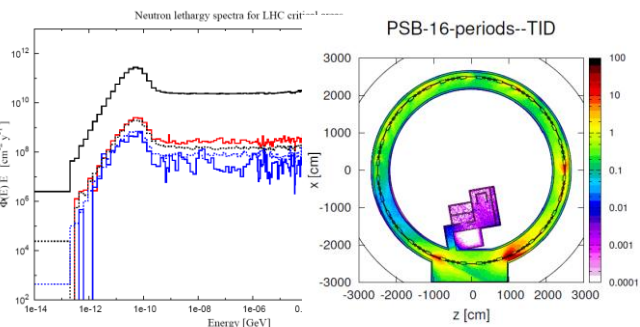 Neutron lethargy spectra for LHC critical
Φ(E) E [cm⁻² y⁻¹]
10¹²
10¹⁰
10⁸
10⁶
10⁴
10²
1e-14
1e-12
1e-10
1e-08
1e-06
0.
Energy [GeV]
PSB-16-periods--TID
x [cm]
3000
2000
1000
0
-1000
-2000
-3000
-3000 -2000 -1000 0 1000 2000 3000
z [cm]
100
10
1
0.1
0.01
0.001
0.0001